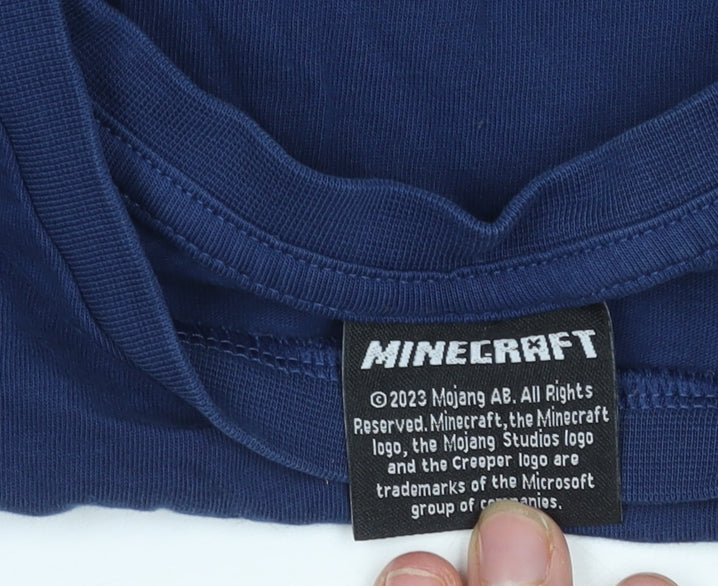 MINECRAFT
© 2023 Mojang AB. All Rights
Reserved. Minecraft, the Minecraft
logo, the Mojang Studios logo
and the Creeper logo are
trademarks of the Microsoft
group of companies.